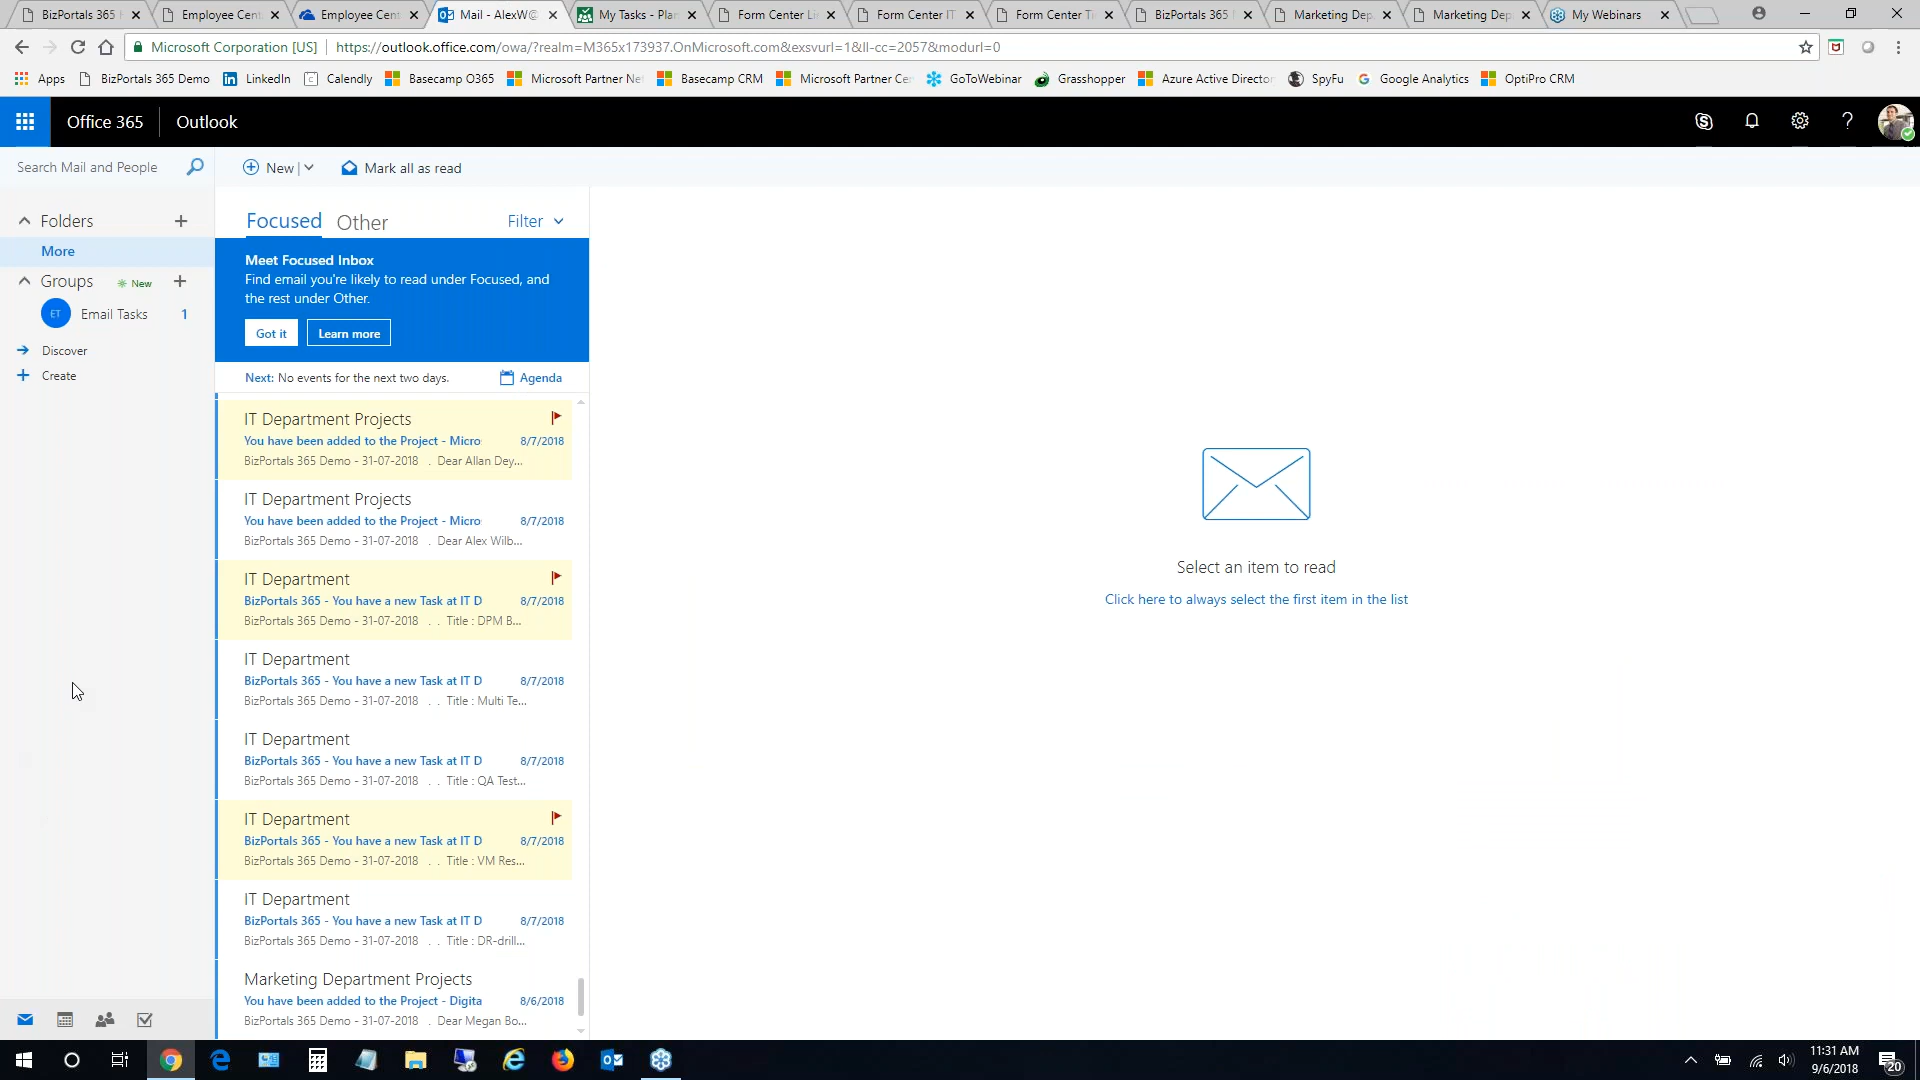 BizPortals 365
Employee Cent
Employee Cent
Mail - AlexW@
My Tasks - Plan
Form Center Li
Form Center IT
Form Center Ti
BizPortals 365
Marketing Dep
Marketing Dep
My Webinars
Microsoft Corporation [US]
https://outlook.office.com/owa/?realm=M365x173937.OnMicrosoft.com&exsvurl=1&ll-cc=2057&modurl=0
Apps
BizPortals 365 Demo
LinkedIn
Calendly
Basecamp O365
Microsoft Partner Ne
Basecamp CRM
Microsoft Partner Ce
GoToWebinar
Grasshopper
Azure Active Director
SpyFu
Google Analytics
OptiPro CRM
Office 365
Outlook
Search Mail and People
New
Mark all as read
Folders
More
Groups
New
ET
Email Tasks
1
Discover
Create
Focused
Other
Filter
Meet Focused Inbox
Find email you're likely to read under Focused, and
the rest under Other.
Got it
Learn more
Next: No events for the next two days.
Agenda
IT Department Projects
You have been added to the Project - Micro 8/7/2018
BizPortals 365 Demo - 31-07-2018 . Dear Allan Dey...
IT Department Projects
You have been added to the Project - Micro 8/7/2018
BizPortals 365 Demo - 31-07-2018 . Dear Alex Wilb...
IT Department
BizPortals 365 - You have a new Task at IT D 8/7/2018
BizPortals 365 Demo - 31-07-2018 . . Title : DPM B...
IT Department
BizPortals 365 - You have a new Task at IT D 8/7/2018
BizPortals 365 Demo - 31-07-2018 . . Title : Multi Te...
IT Department
BizPortals 365 - You have a new Task at IT D 8/7/2018
BizPortals 365 Demo - 31-07-2018 . . Title : QA Test...
IT Department
BizPortals 365 - You have a new Task at IT D 8/7/2018
BizPortals 365 Demo - 31-07-2018 . . Title : VM Res...
IT Department
BizPortals 365 - You have a new Task at IT D 8/7/2018
BizPortals 365 Demo - 31-07-2018 . . Title : DR-drill...
Marketing Department Projects
You have been added to the Project - Digita 8/6/2018
BizPortals 365 Demo - 31-07-2018 . Dear Megan Bo...
Select an item to read
Click here to always select the first item in the list
11:31 AM
9/6/2018
20